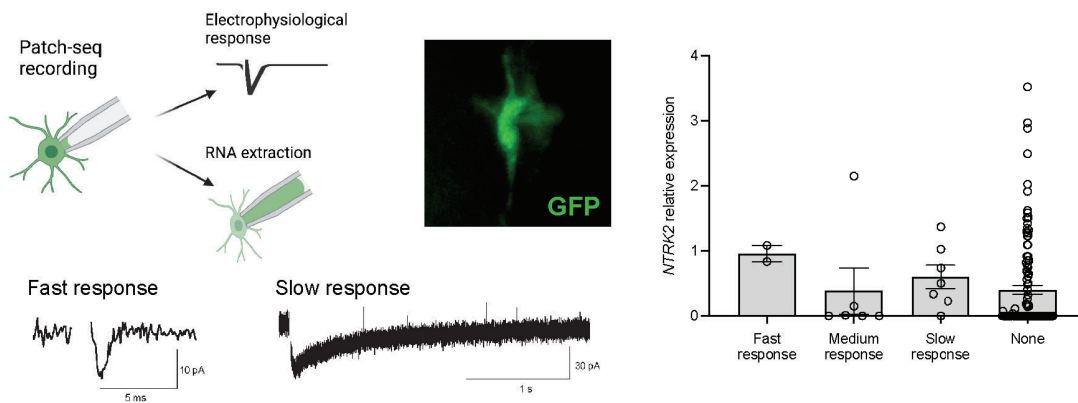 Patch-seq
recording
Electrophysiological
response
RNA extraction
GFP
Fast response
10 pA
5 ms
Slow response
30 pA
1 s
NTRK2 relative expression
4
3
2
1
0
Fast
response
Medium
response
Slow
response
None